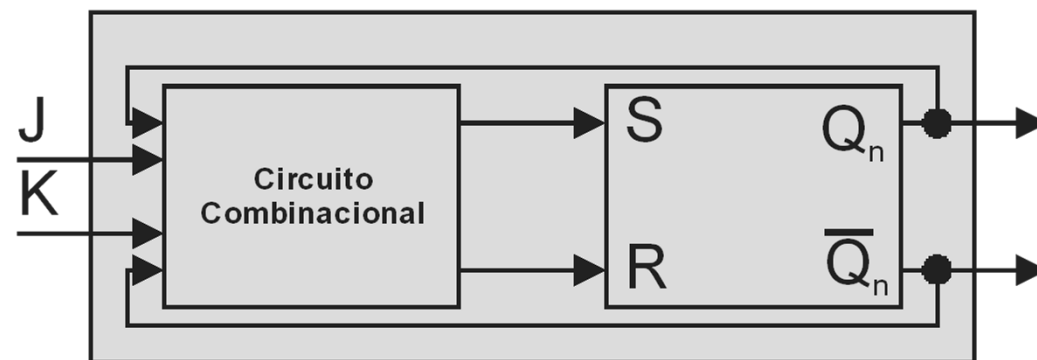 J
K
Circuito
Combinacional
S
R
Qn
Q̅n